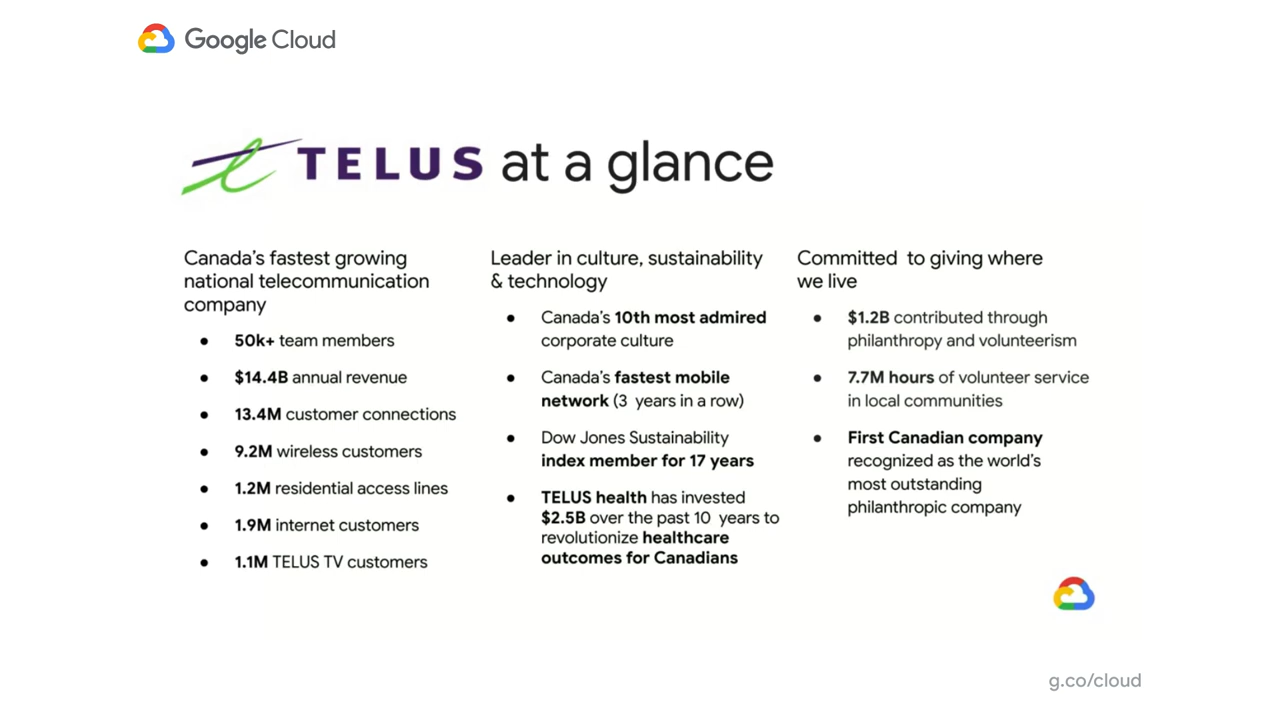 Google Cloud
TELUS at a glance
Canada's fastest growing
national telecommunication
company
● 50k+ team members
● $14.4B annual revenue
● 13.4M customer connections
● 9.2M wireless customers
● 1.2M residential access lines
● 1.9M internet customers
● 1.1M TELUS TV customers
Leader in culture, sustainability
& technology
● Canada's 10th most admired
corporate culture
● Canada's fastest mobile
network (3 years in a row)
● Dow Jones Sustainability
index member for 17 years
● TELUS health has invested
$2.5B over the past 10 years to
revolutionize healthcare
outcomes for Canadians
Committed to giving where
we live
● $1.2B contributed through
philanthropy and volunteerism
● 7.7M hours of volunteer service
in local communities
● First Canadian company
recognized as the world's
most outstanding
philanthropic company
g.co/cloud